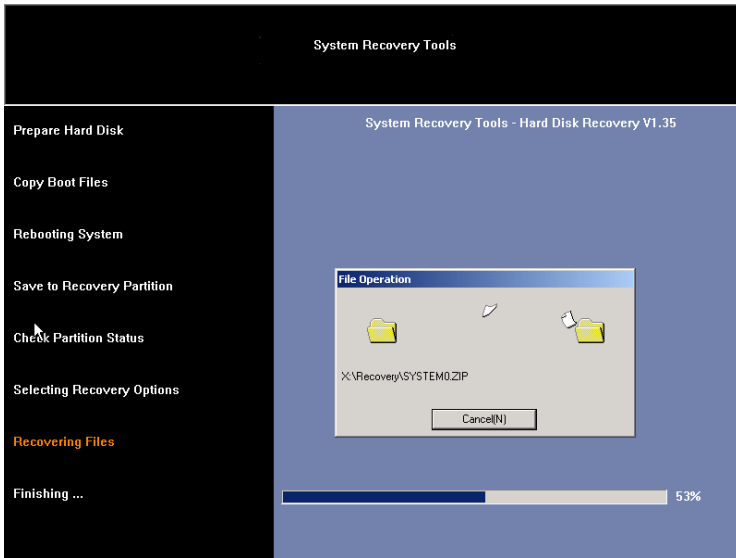 System Recovery Tools
System Recovery Tools - Hard Disk Recovery V1.35
Prepare Hard Disk
Copy Boot Files
Rebooting System
Save to Recovery Partition
Check Partition Status
Selecting Recovery Options
Recovering Files
Finishing ...
File Operation
X:\Recovery\SYSTEM0.ZIP
Cancel(N)
53%